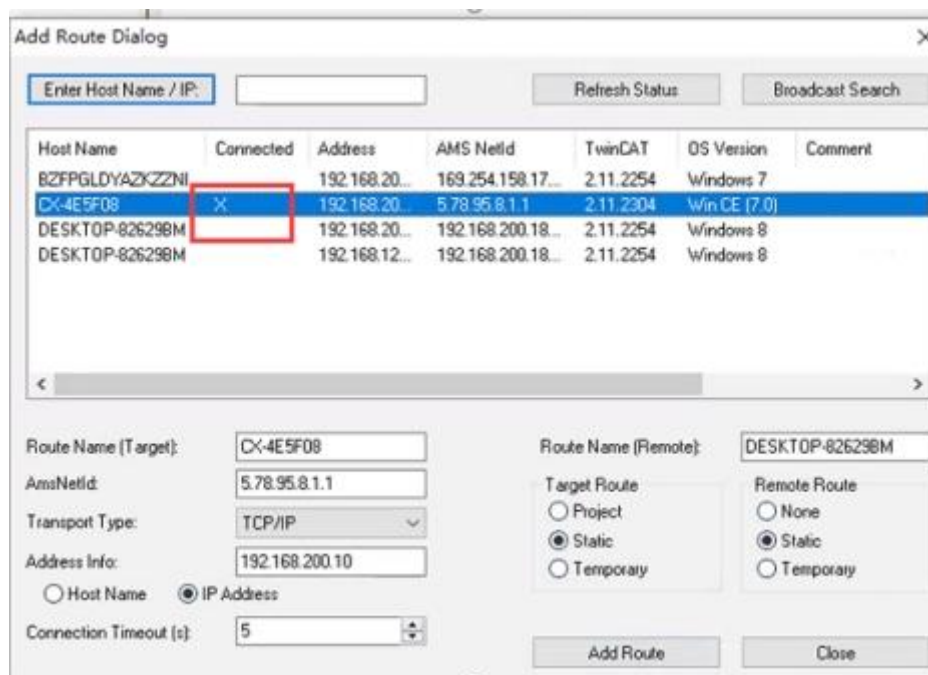 Add Route Dialog
Enter Host Name / IP: Refresh Status Broadcast Search
Host Name Connected Address AMS NetId TwinCAT OS Version Comment
BZFPGLDYAZKZZNI 192.168.20... 169.254.158.17... 2.11.2254 Windows 7
CX-4E5F08 X 192.168.20... 5.78.95.8.1.1 2.11.2304 Win CE (7.0)
DESKTOP-82629BM 192.168.20... 192.168.200.18... 2.11.2254 Windows 8
DESKTOP-82629BM 192.168.12... 192.168.200.18... 2.11.2254 Windows 8
Route Name (Target): CX-4E5F08 Route Name (Remote): DESKTOP-82629BM
AmsNetId: 5.78.95.8.1.1 Target Route Remote Route
Transport Type: TCP/IP Project None
Address Info: 192.168.200.10 Static Static
Host Name IP Address Temporary Temporary
Connection Timeout (s): 5
Add Route Close